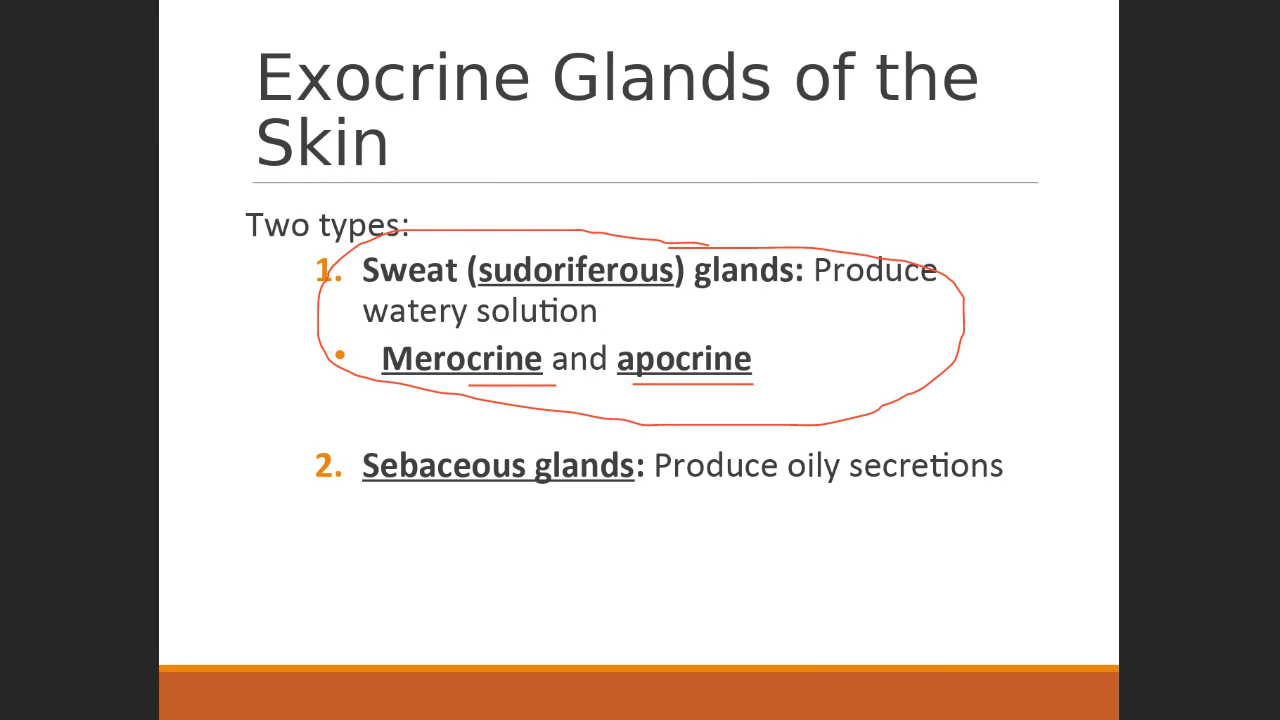 Exocrine Glands of the
Skin
Two types:
1. Sweat (sudoriferous) glands: Produce
watery solution
• Merocrine and apocrine
2. Sebaceous glands: Produce oily secretions